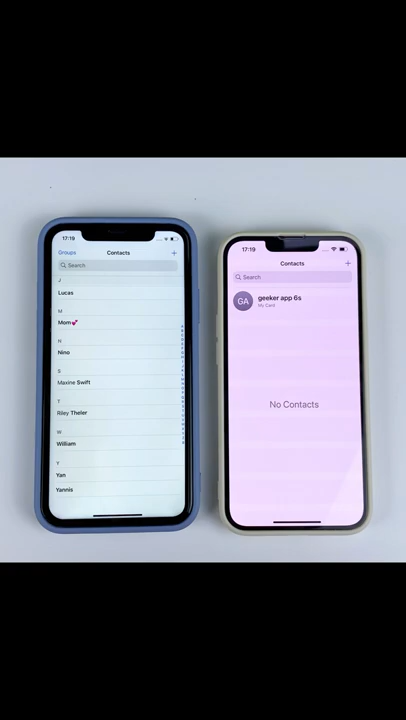 17:19
Groups
Contacts
+
Search
J
Lucas
M
Mom💕
N
Nino
S
Maxine Swift
Riley Theler
W
William
Y
Yan
Yannis
17:19
Contacts
+
Search
GA
geeker app 6s
My Card
No Contacts